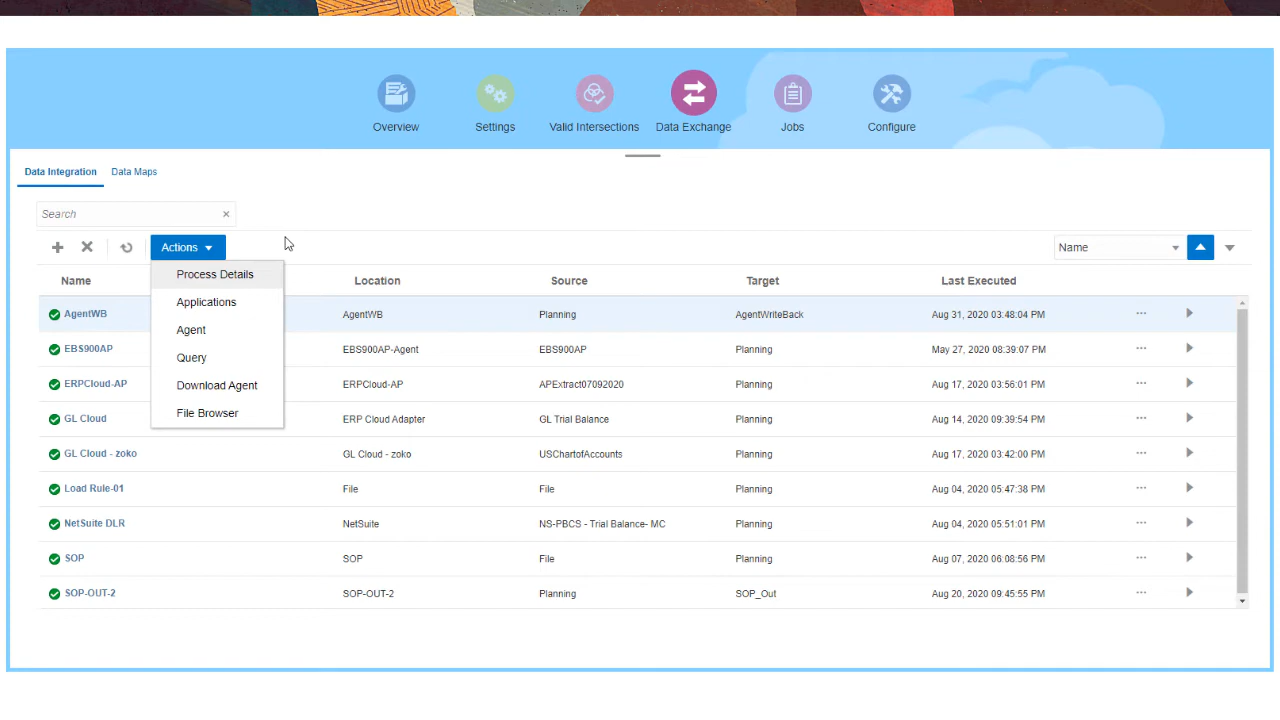 Overview Settings Valid Intersections Data Exchange Jobs Configure
Data Integration Data Maps
Search
Actions Name
Name Location Source Target Last Executed
Process Details
Applications
Agent
Query
Download Agent
File Browser
AgentWB AgentWB Planning AgentWriteBack Aug 31, 2020 03:48:04 PM
EBS900AP EBS900AP-Agent EBS900AP Planning May 27, 2020 08:39:07 PM
ERPCloud-AP ERPCloud-AP APExtract07092020 Planning Aug 17, 2020 03:56:01 PM
GL Cloud ERP Cloud Adapter GL Trial Balance Planning Aug 14, 2020 09:39:54 PM
GL Cloud - zoko GL Cloud - zoko USChartofAccounts Planning Aug 17, 2020 03:42:00 PM
Load Rule-01 File File Planning Aug 04, 2020 05:47:38 PM
NetSuite DLR NetSuite NS-PBCS - Trial Balance- MC Planning Aug 04, 2020 05:51:01 PM
SOP SOP File Planning Aug 07, 2020 06:08:56 PM
SOP-OUT-2 SOP-OUT-2 Planning SOP_Out Aug 20, 2020 09:45:55 PM